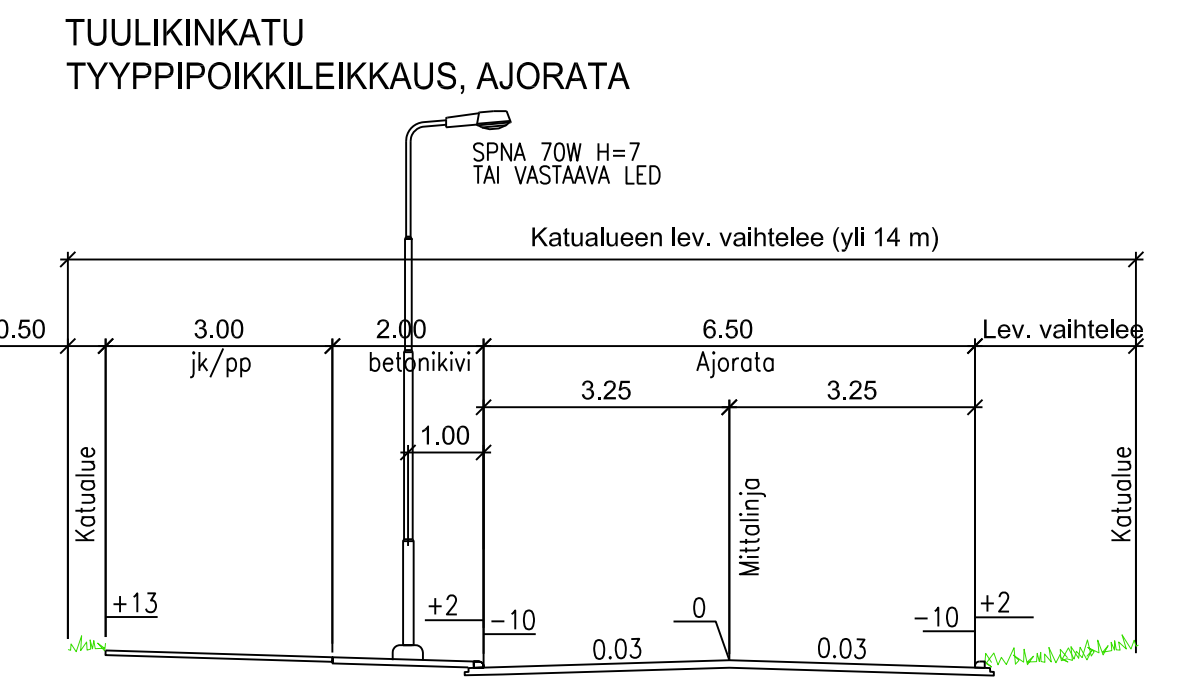 TUULIKINKATU
TYYPPIPOIKKILEIKKAUS, AJORATA
SPNA 70W H=7
TAI VASTAAVA LED
Katualueen lev. vaihtelee (yli 14 m)
0.50
3.00
2.00
6.50
Lev. vaihtelee
jk/pp
betonikivi
Ajorata
3.25
3.25
1.00
Katualue
Mittalinja
Katualue
+13
+2
-10
0
-10
+2
0.03
0.03